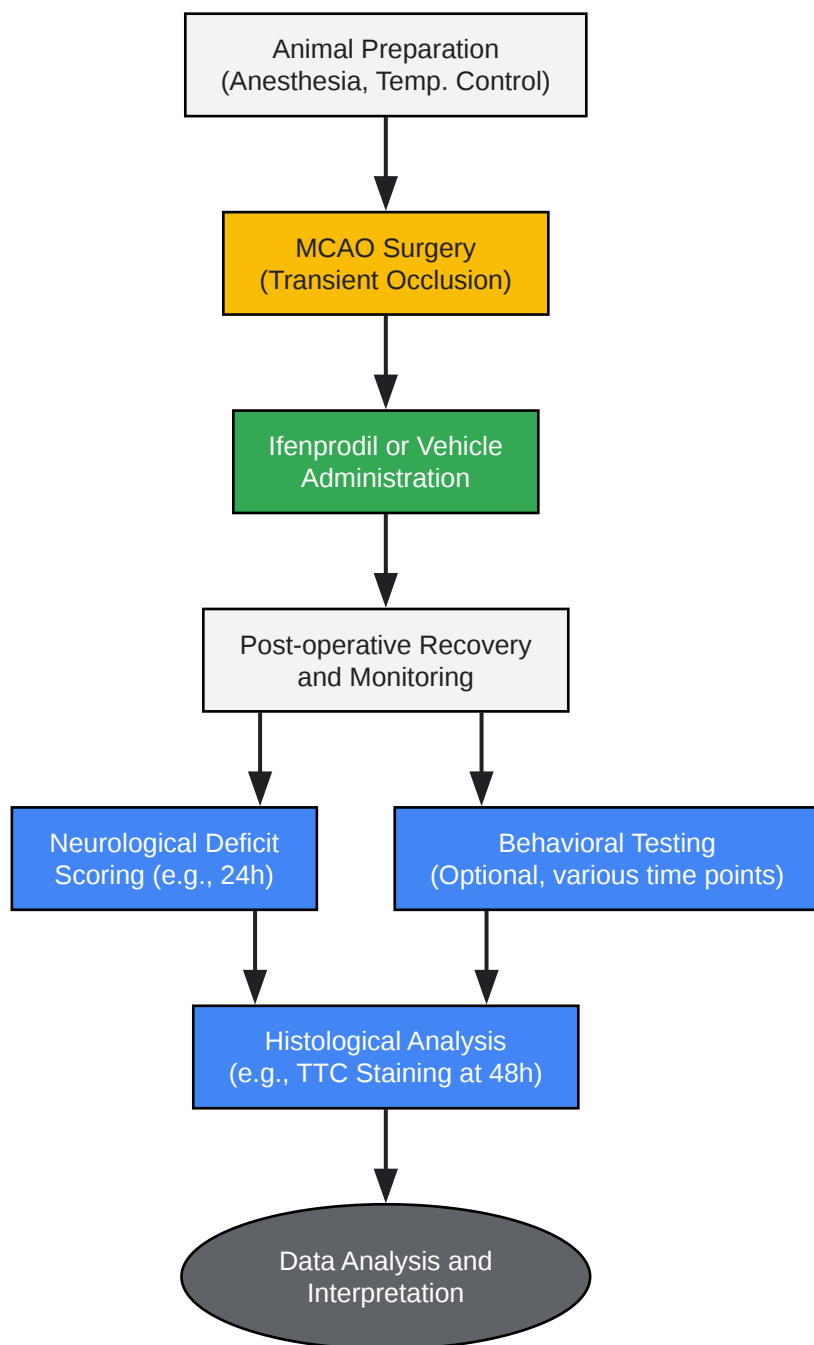 Animal Preparation
(Anesthesia, Temp. Control)
MCAO Surgery
(Transient Occlusion)
Ifenprodil or Vehicle
Administration
Post-operative Recovery
and Monitoring
Neurological Deficit
Scoring (e.g., 24h)
Behavioral Testing
(Optional, various time points)
Histological Analysis
(e.g., TTC Staining at 48h)
Data Analysis and
Interpretation